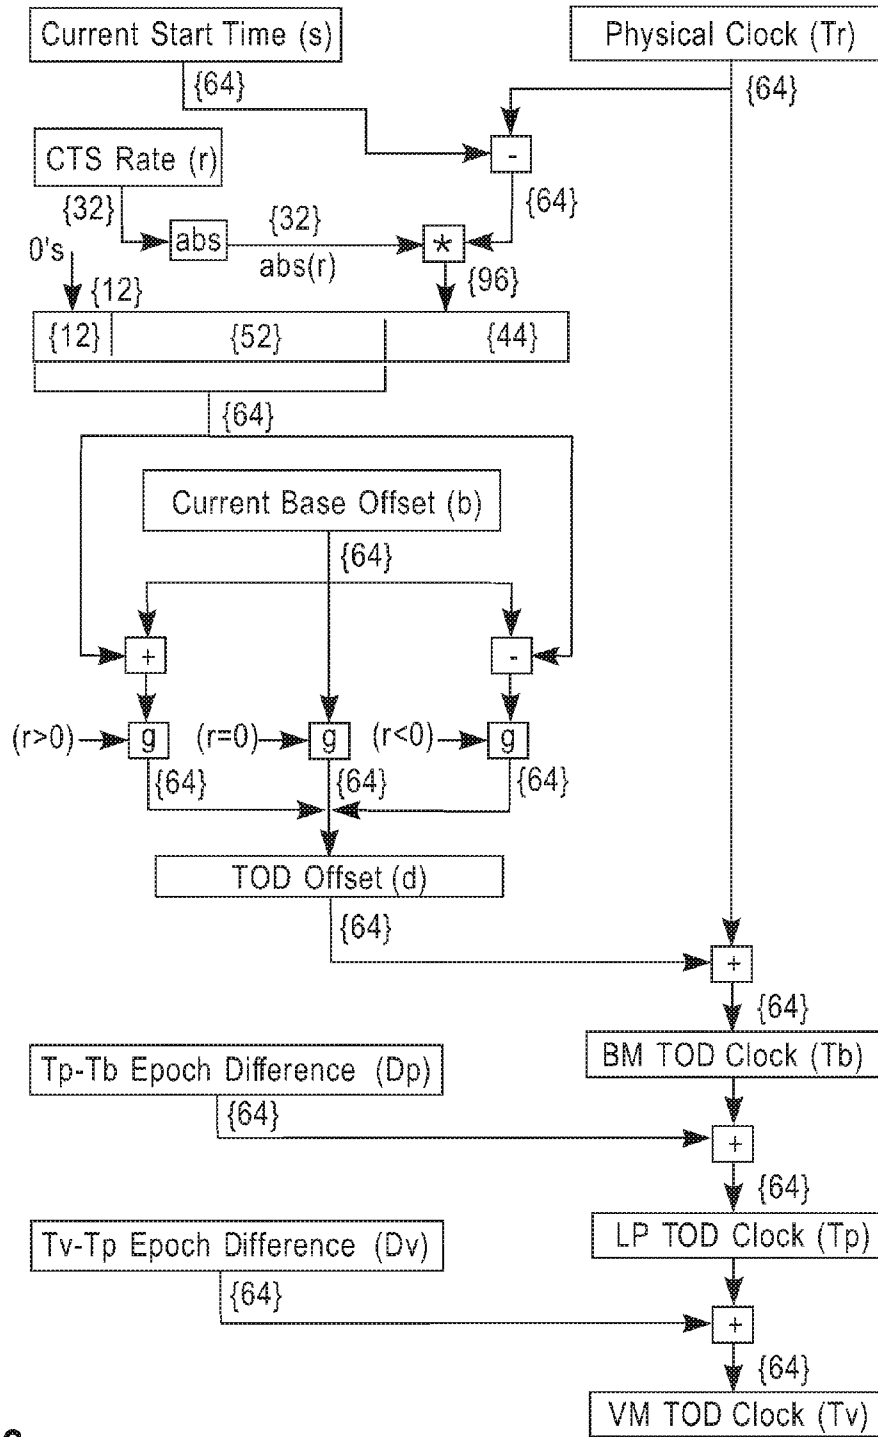 Current Start Time (s)
Physical Clock (Tr)
{64}
{64}
-
CTS Rate (r)
{64}
{32}
abs
{32}
abs(r)
*
0's
{12}
{96}
{12}
{52}
{44}
{64}
Current Base Offset (b)
{64}
+
-
(r>0)
g
(r=0)
g
(r<0)
g
{64}
{64}
{64}
TOD Offset (d)
{64}
+
{64}
BM TOD Clock (Tb)
Tp-Tb Epoch Difference (Dp)
{64}
+
{64}
LP TOD Clock (Tp)
Tv-Tp Epoch Difference (Dv)
{64}
+
{64}
VM TOD Clock (Tv)